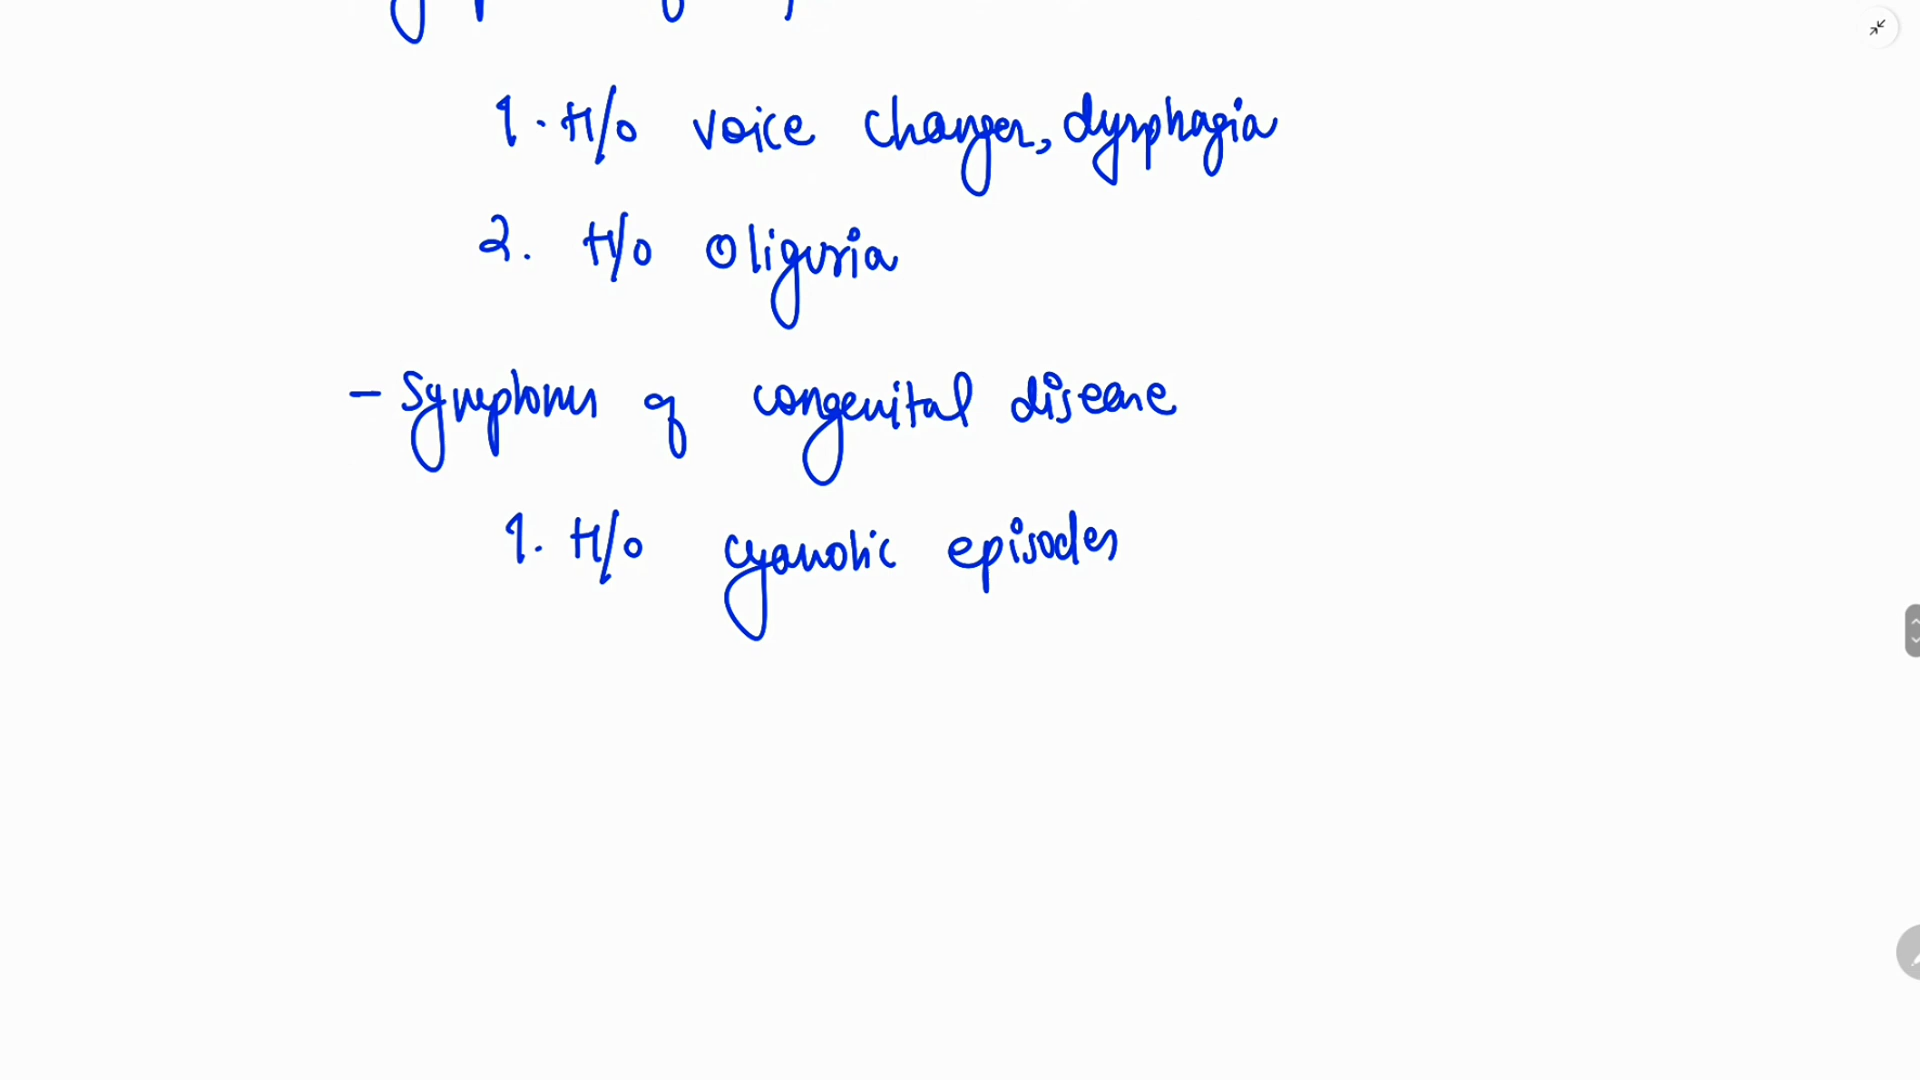 1. H/o voice changes, dysphagia
2. H/o Oliguria
- Symptoms of congenital disease
1. H/o cyanotic episodes